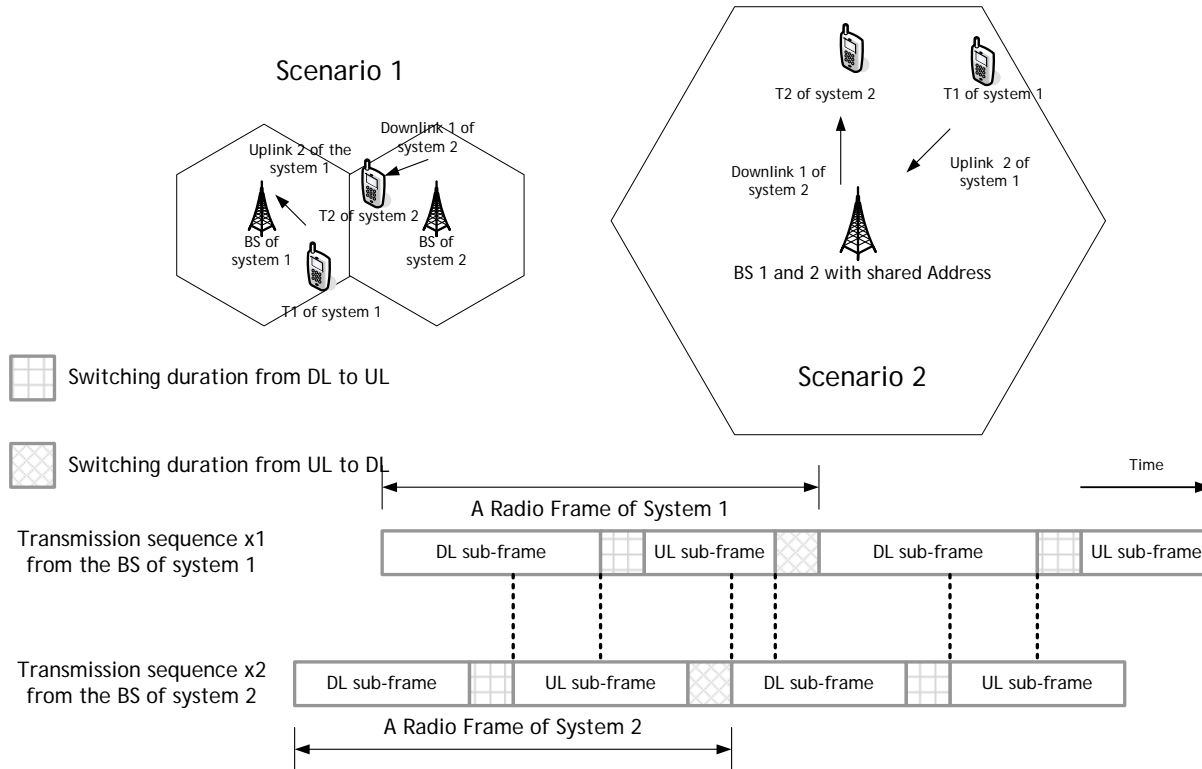 Scenario 1
Downlink 1 of
system 2
Uplink 2 of the
system 1
T2 of system 2
BS of
system 1
BS of
system 2
T1 of system 1
T2 of system 2
T1 of system 1
Downlink 1 of
system 2
Uplink 2 of
system 1
BS 1 and 2 with shared Address
Scenario 2
Switching duration from DL to UL
Switching duration from UL to DL
Time
A Radio Frame of System 1
Transmission sequence x1
from the BS of system 1
DL sub-frame
UL sub-frame
DL sub-frame
UL sub-frame
Transmission sequence x2
from the BS of system 2
DL sub-frame
UL sub-frame
DL sub-frame
UL sub-frame
A Radio Frame of System 2